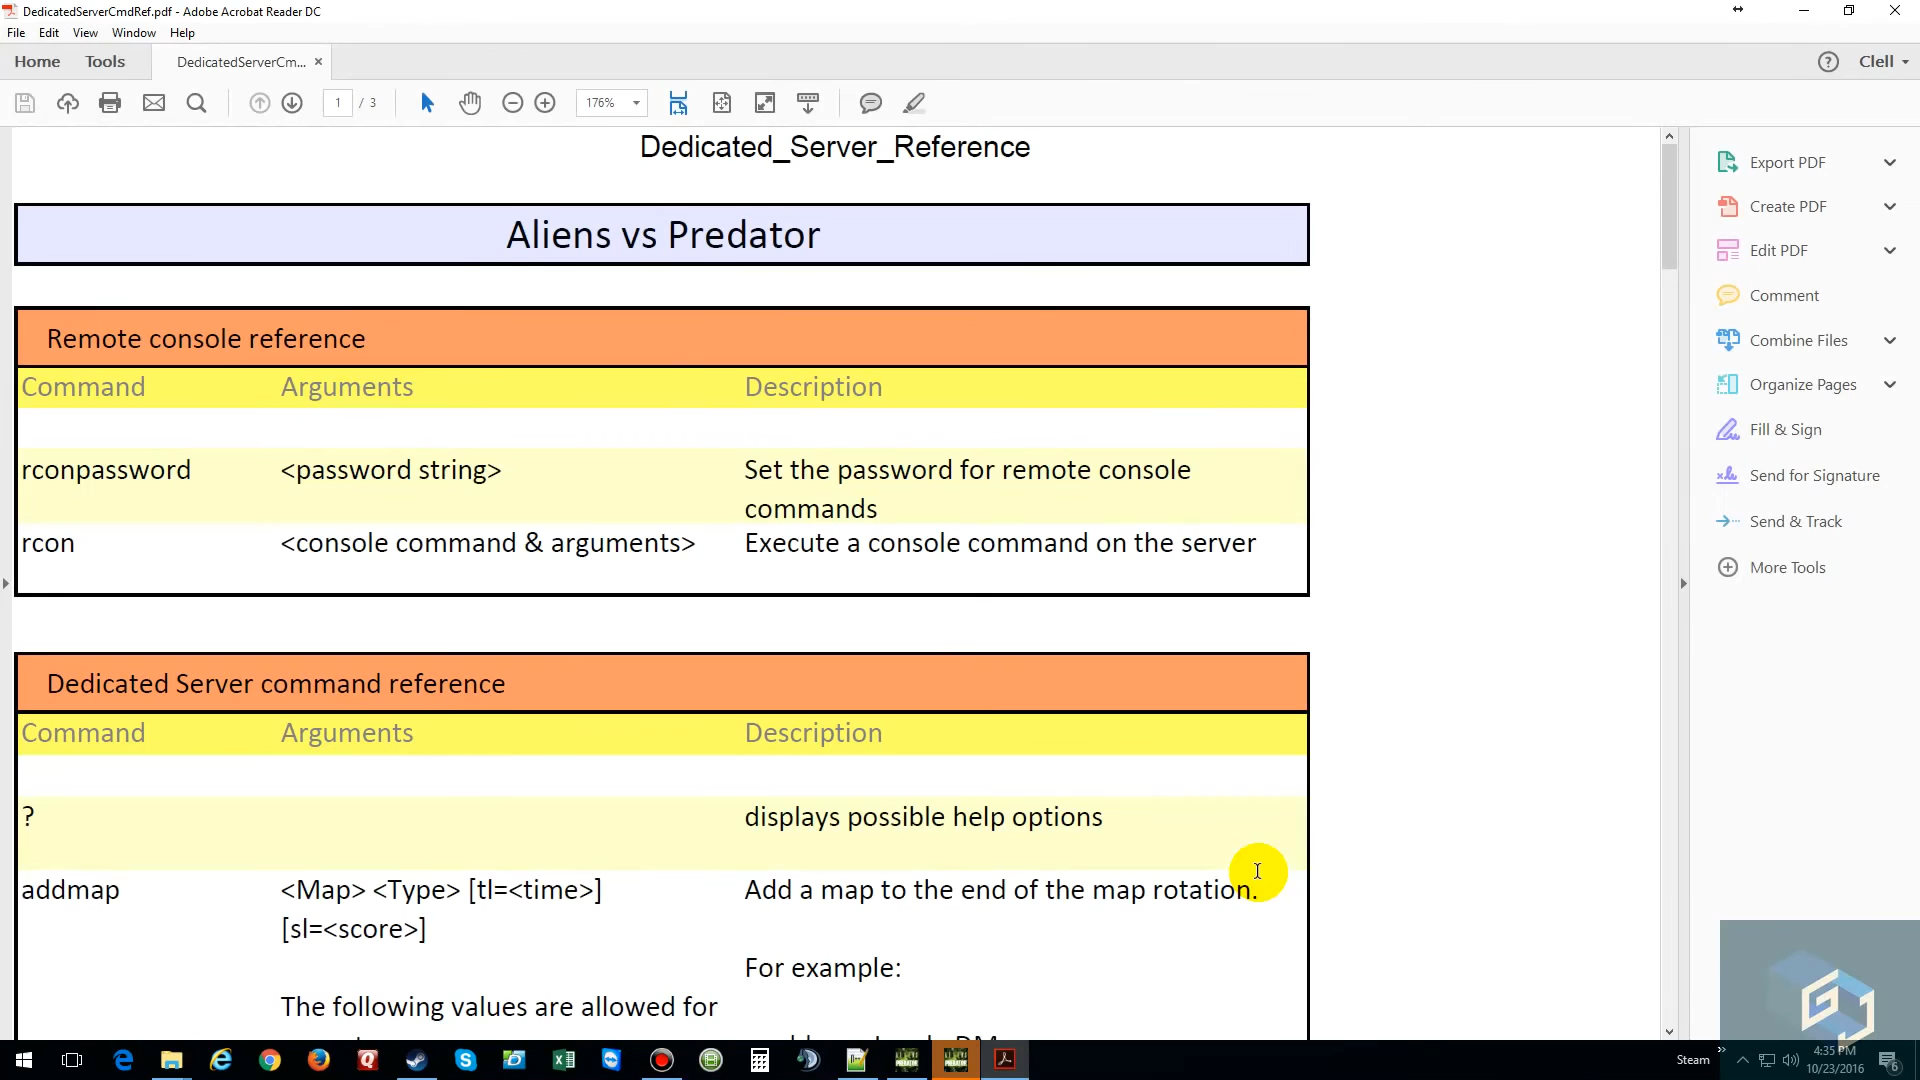 DedicatedServerCmdRef.pdf - Adobe Acrobat Reader DC
File Edit View Window Help
Home Tools DedicatedServerCm... × Clell
1 / 3 176%
Dedicated_Server_Reference
Aliens vs Predator
Remote console reference
Command Arguments Description
rconpassword <password string> Set the password for remote console
commands
rcon <console command & arguments> Execute a console command on the server
Dedicated Server command reference
Command Arguments Description
? displays possible help options
addmap <Map> <Type> [tl=<time>] Add a map to the end of the map rotation.
[sl=<score>]
For example:
The following values are allowed for
Export PDF
Create PDF
Edit PDF
Comment
Combine Files
Organize Pages
Fill & Sign
Send for Signature
Send & Track
More Tools
Steam
4:35 PM
10/23/2016
6